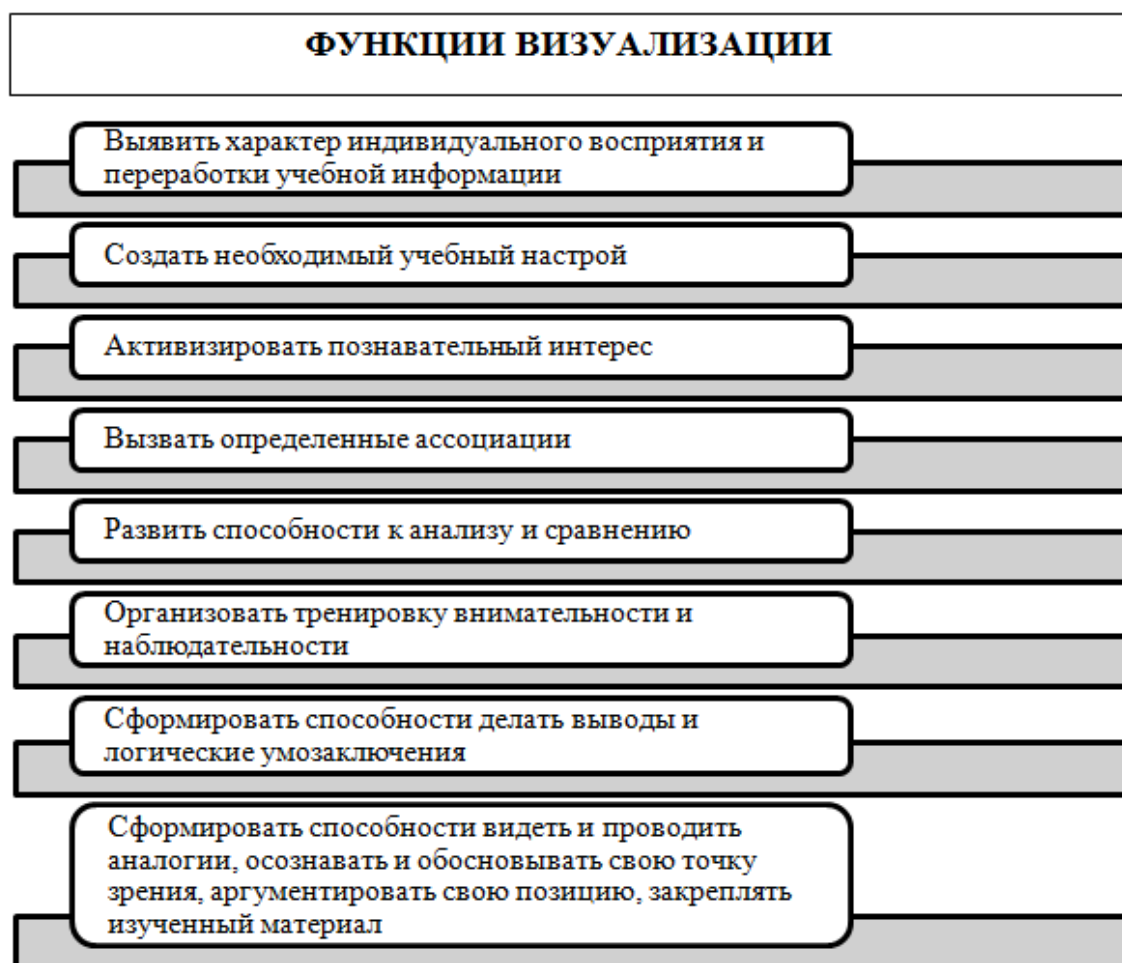 ФУНКЦИИ ВИЗУАЛИЗАЦИИ
Выявить характер индивидуального восприятия и
переработки учебной информации
Создать необходимый учебный настрой
Активизировать познавательный интерес
Вызвать определенные ассоциации
Развить способности к анализу и сравнению
Организовать тренировку внимательности и
наблюдательности
Сформировать способности делать выводы и
логические умозаключения
Сформировать способности видеть и проводить
аналогии, осознавать и обосновывать свою точку
зрения, аргументировать свою позицию, закреплять
изученный материал